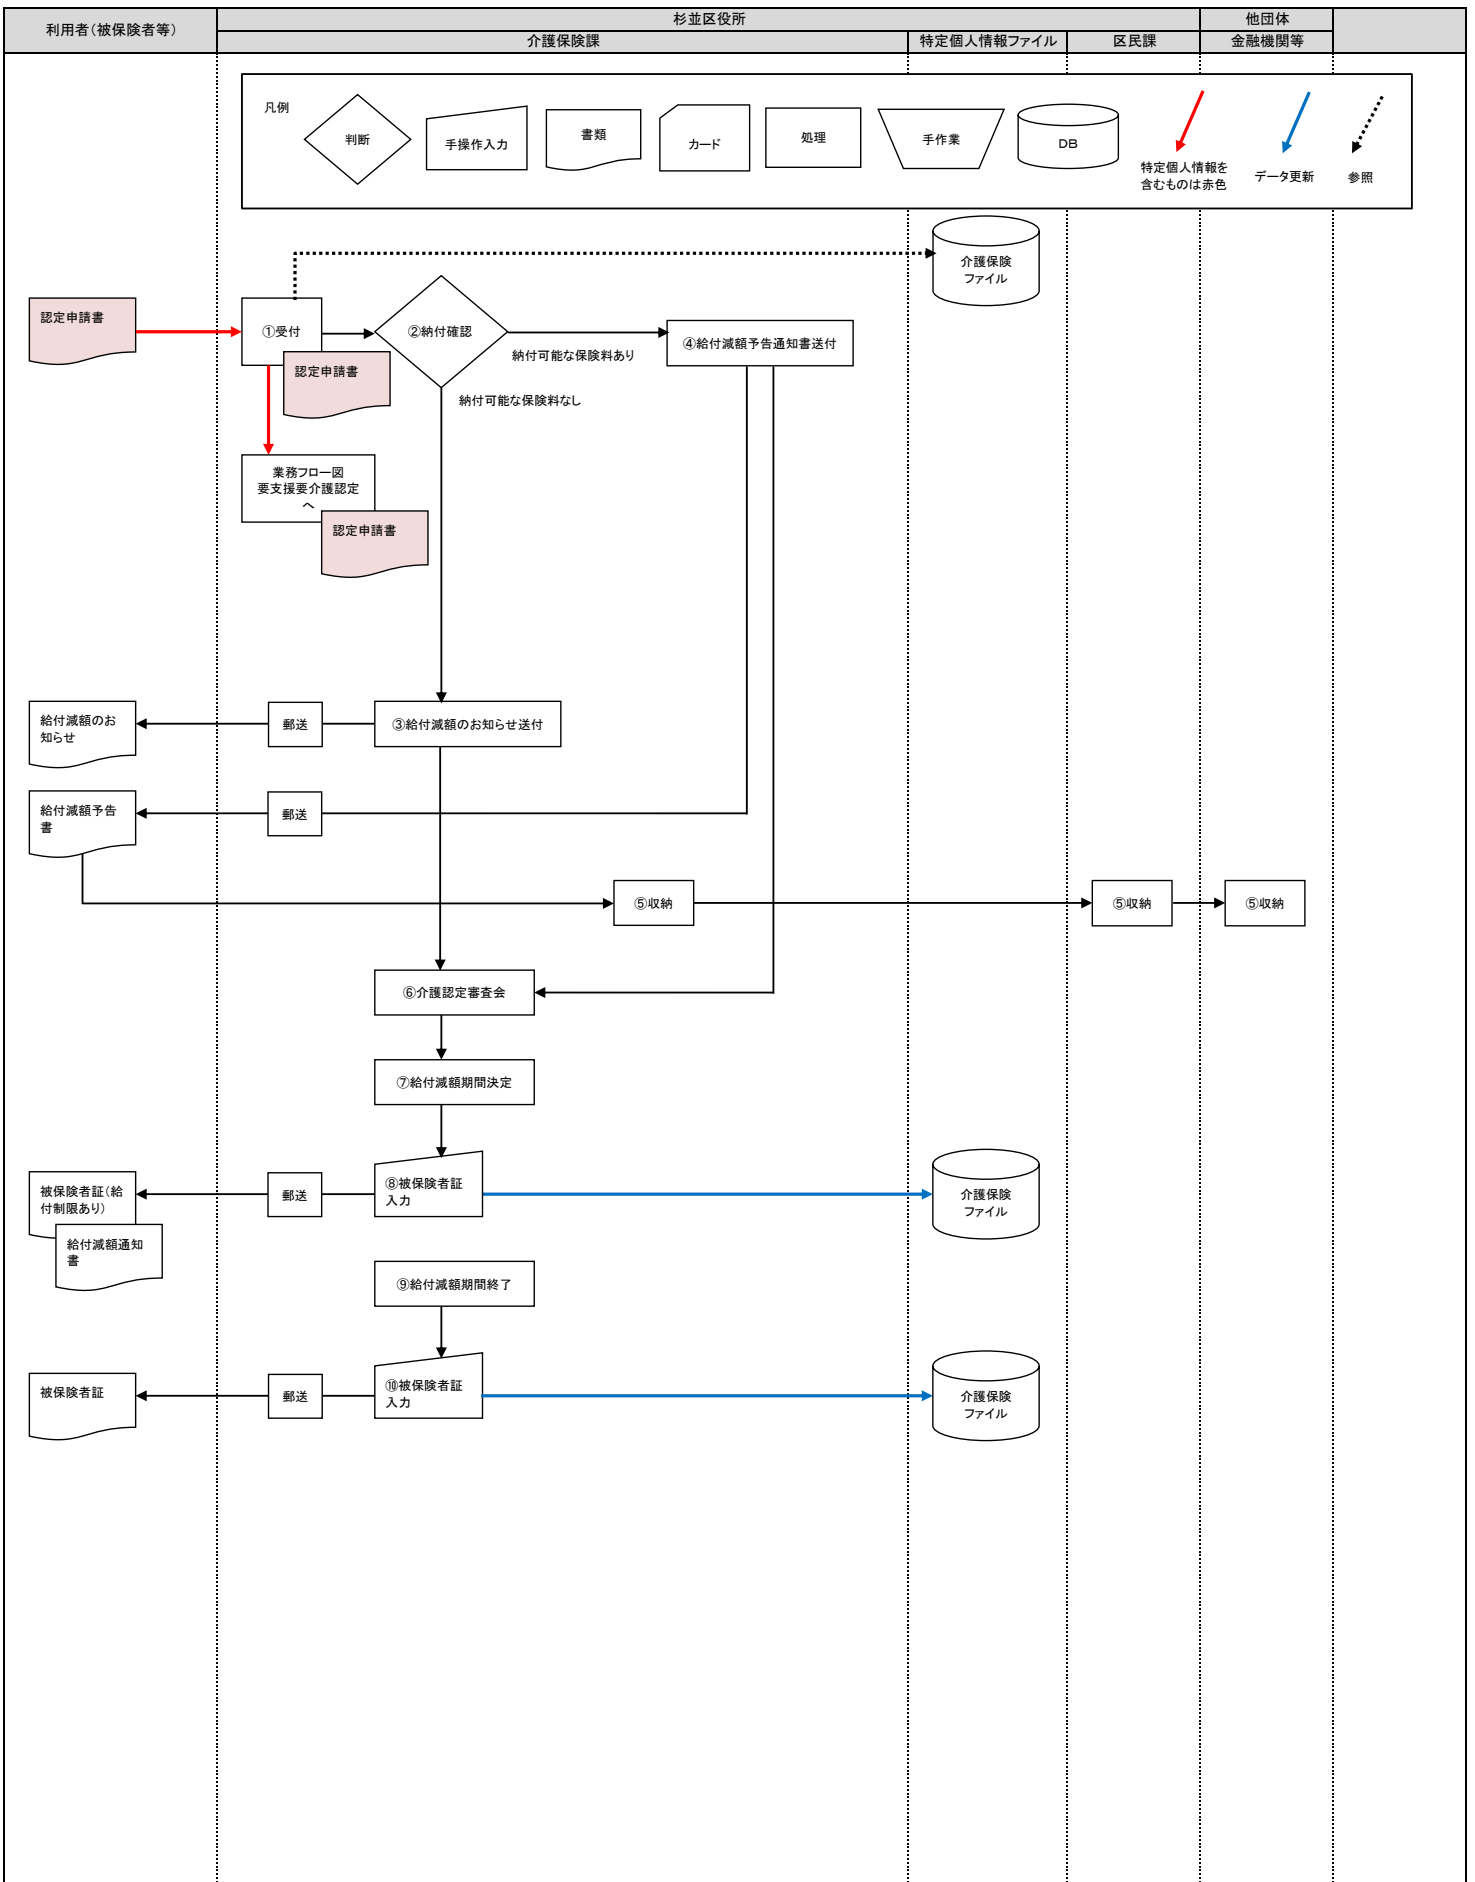 利用者（被保険者等）
杉並区役所
他団体
介護保険課
特定個人情報ファイル
区民課
金融機関等
凡例
判断
手操作入力
書類
カード
処理
手作業
ＤＢ
特定個人情報を
含むものは赤色
データ更新
参照
介護保険
ファイル
認定申請書
①受付
②納付確認
納付可能な保険料あり
④給付減額予告通知書送付
認定申請書
納付可能な保険料なし
業務フロー図
要支援要介護認定
へ
認定申請書
給付減額のお
知らせ
郵送
③給付減額のお知らせ送付
給付減額予告
書
郵送
⑤収納
⑤収納
⑤収納
⑥介護認定審査会
⑦給付減額期間決定
被保険者証（給
付制限あり）
給付減額通知
書
郵送
⑧被保険者証
入力
介護保険
ファイル
⑨給付減額期間終了
被保険者証
郵送
⑩被保険者証
入力
介護保険
ファイル